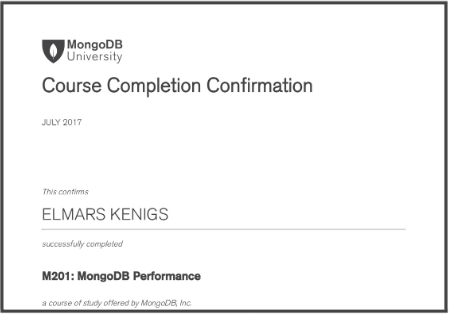 MongoDB
University
Course Completion Confirmation
JULY 2017
This confirms
ELMARS KENIGS
successfully completed
M201: MongoDB Performance
a course of study offered by MongoDB, Inc.